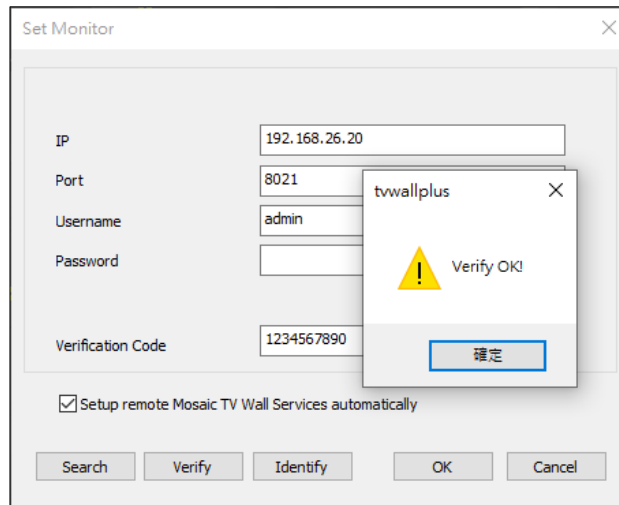 Set Monitor
IP
192.168.26.20
Port
8021
Username
admin
Password
Verification Code
1234567890
tvwallplus
Verify OK!
確定
Setup remote Mosaic TV Wall Services automatically
Search
Verify
Identify
OK
Cancel